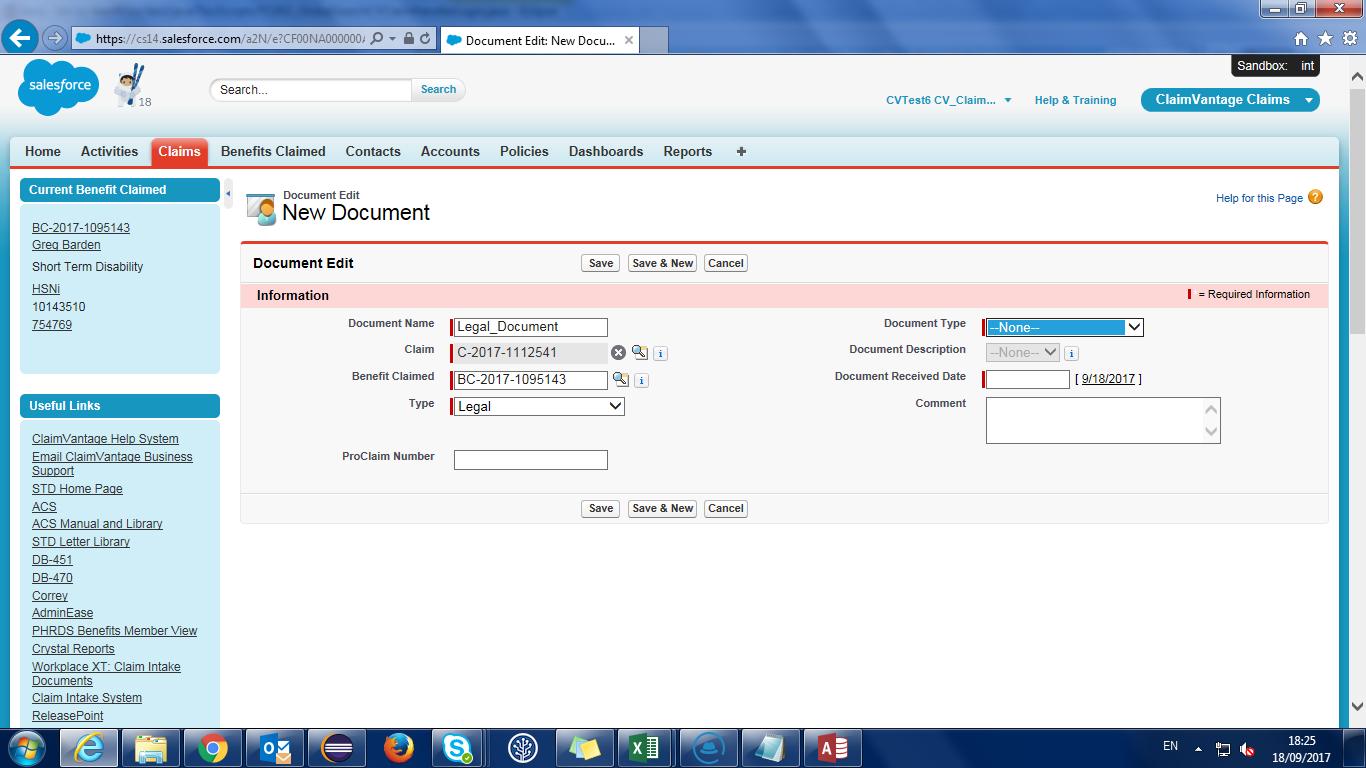 https://cs14.salesforce.com/a2N/e?CF00NA000000
Document Edit: New Docu...
Sandbox: int
salesforce
18
Search...
Search
CVTest6 CV_Claim...
Help & Training
ClaimVantage Claims
Home
Activities
Claims
Benefits Claimed
Contacts
Accounts
Policies
Dashboards
Reports
Current Benefit Claimed
BC-2017-1095143
Greg Barden
Short Term Disability
HSNi
10143510
754769
Useful Links
ClaimVantage Help System
Email ClaimVantage Business
Support
STD Home Page
ACS
ACS Manual and Library
STD Letter Library
DB-451
DB-470
Correy
AdminEase
PHRDS Benefits Member View
Crystal Reports
Workplace XT: Claim Intake
Documents
Claim Intake System
ReleasePoint
Document Edit
New Document
Help for this Page
Document Edit
Save
Save & New
Cancel
Information
= Required Information
Document Name
Legal_Document
Document Type
--None--
Claim
C-2017-1112541
Document Description
--None--
Benefit Claimed
BC-2017-1095143
Document Received Date
[ 9/18/2017 ]
Type
Legal
Comment
ProClaim Number
Save
Save & New
Cancel
EN
18:25
18/09/2017